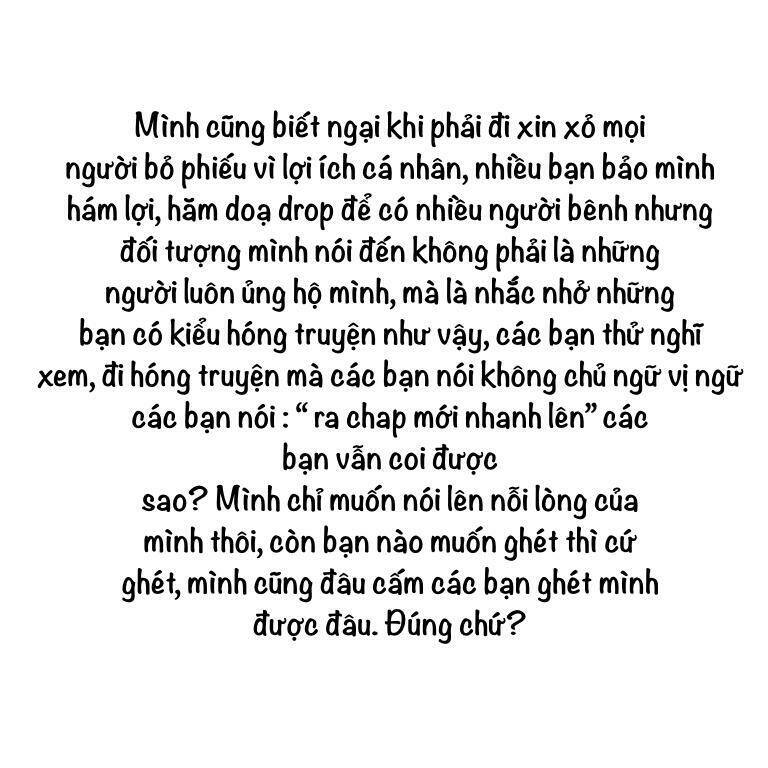 Mình cũng biết ngại khi phải đi xin xỏ mọi
người bỏ phiếu vì lợi ích cá nhân, nhiều bạn bảo mình
hám lợi, hăm doạ drop để có nhiều người bênh nhưng
đối tượng mình nói đến không phải là những
người luôn ủng hộ mình, mà là nhắc nhở những
bạn có kiểu hóng truyện như vậy, các bạn thử nghĩ
xem, đi hóng truyện mà các bạn nói không chủ ngữ vị ngữ
các bạn nói : “ ra chap mới nhanh lên” các
bạn vẫn coi được
sao? Mình chỉ muốn nói lên nỗi lòng của
mình thôi, còn bạn nào muốn ghét thì cứ
ghét, mình cũng đâu cấm các bạn ghét mình
được đâu. Đúng chứ?